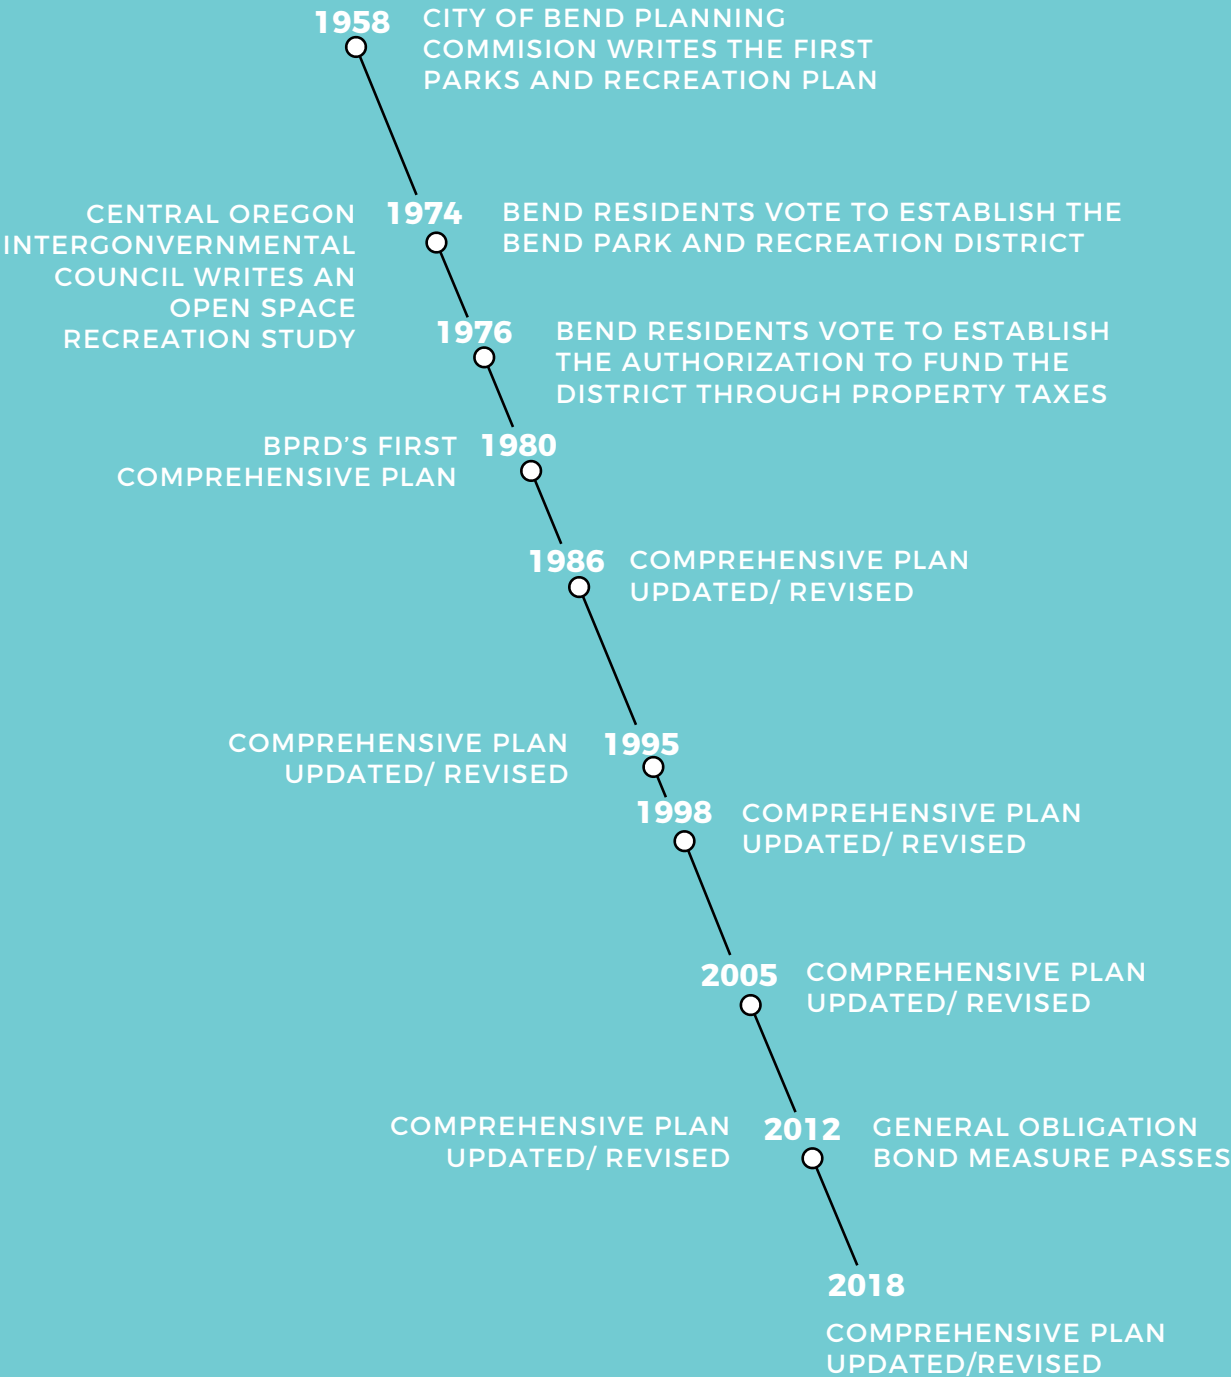 1958
CITY OF BEND PLANNING
COMMISION WRITES THE FIRST
PARKS AND RECREATION PLAN
CENTRAL OREGON
INTERGONVERNMENTAL
COUNCIL WRITES AN
OPEN SPACE
RECREATION STUDY
1974
BEND RESIDENTS VOTE TO ESTABLISH THE
BEND PARK AND RECREATION DISTRICT
1976
BEND RESIDENTS VOTE TO ESTABLISH
THE AUTHORIZATION TO FUND THE
DISTRICT THROUGH PROPERTY TAXES
BPRD'S FIRST
COMPREHENSIVE PLAN
1980
1986
COMPREHENSIVE PLAN
UPDATED/ REVISED
COMPREHENSIVE PLAN
UPDATED/ REVISED
1995
1998
COMPREHENSIVE PLAN
UPDATED/ REVISED
2005
COMPREHENSIVE PLAN
UPDATED/ REVISED
COMPREHENSIVE PLAN
UPDATED/ REVISED
2012
GENERAL OBLIGATION
BOND MEASURE PASSES
2018
COMPREHENSIVE PLAN
UPDATED/REVISED